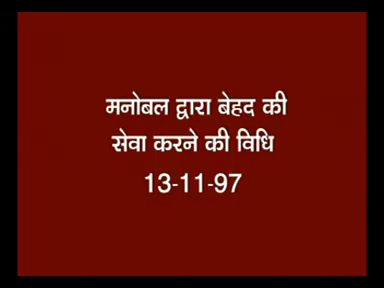 मनोबल द्वारा बेहद की
सेवा करने की विधि
13-11-97